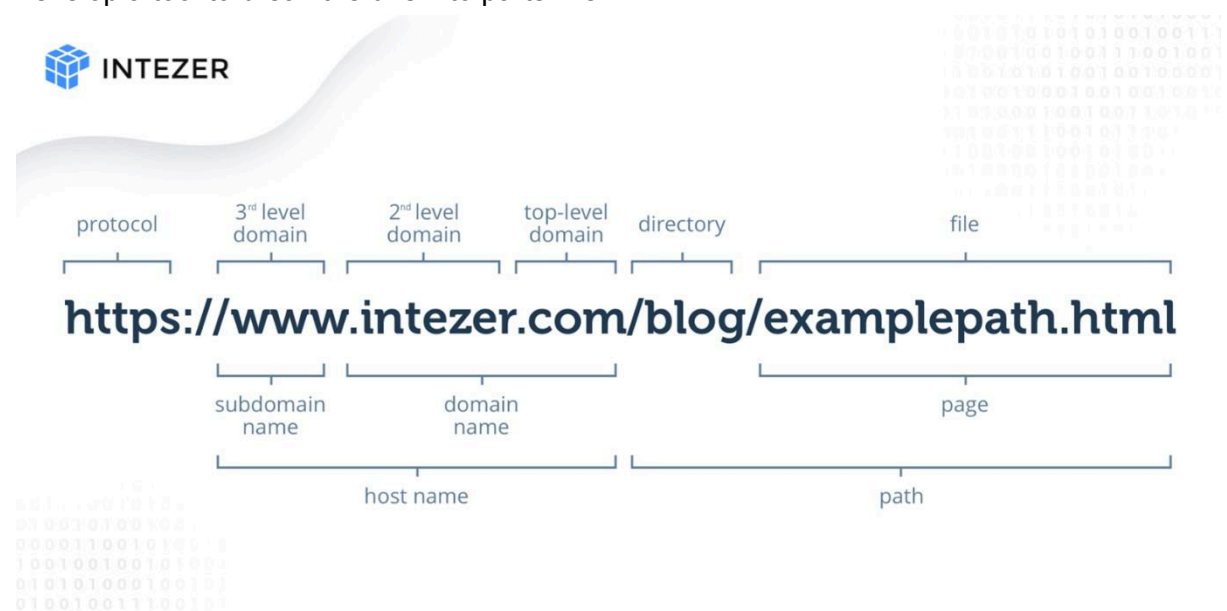 INTEZER
protocol
3rd level
domain
2nd level
domain
top-level
domain
directory
file
https://www.intezer.com/blog/examplepath.html
subdomain
name
domain
name
page
host name
path